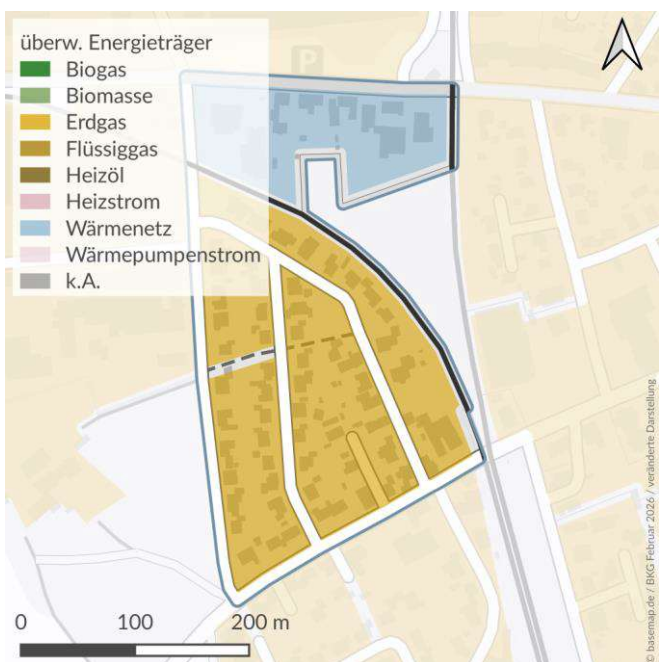 überw. Energieträger
Biogas
Biomasse
Erdgas
Flüssiggas
Heizöl
Heizstrom
Wärmenetz
Wärmepumpenstrom
k.A.
P
0 100 200 m
© basemap.de / BKG Februar 2026 / veränderte Darstellung